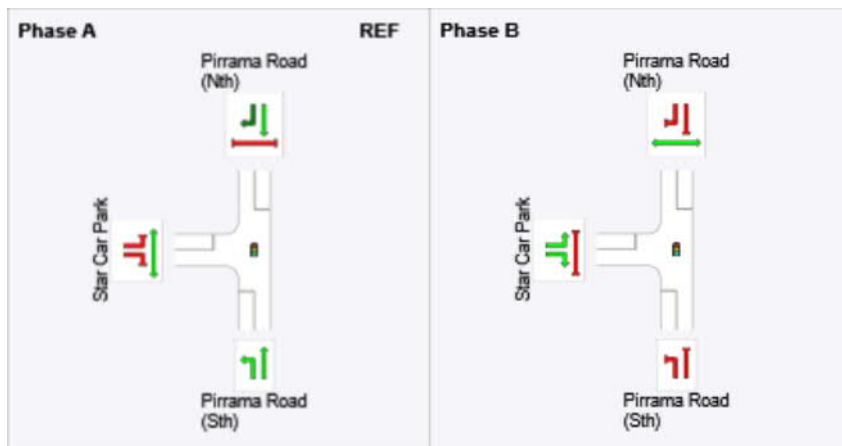 Phase A
REF
Pirrama Road
(Nth)
Star Car Park
Pirrama Road
(Sth)
Phase B
Pirrama Road
(Nth)
Star Car Park
Pirrama Road
(Sth)